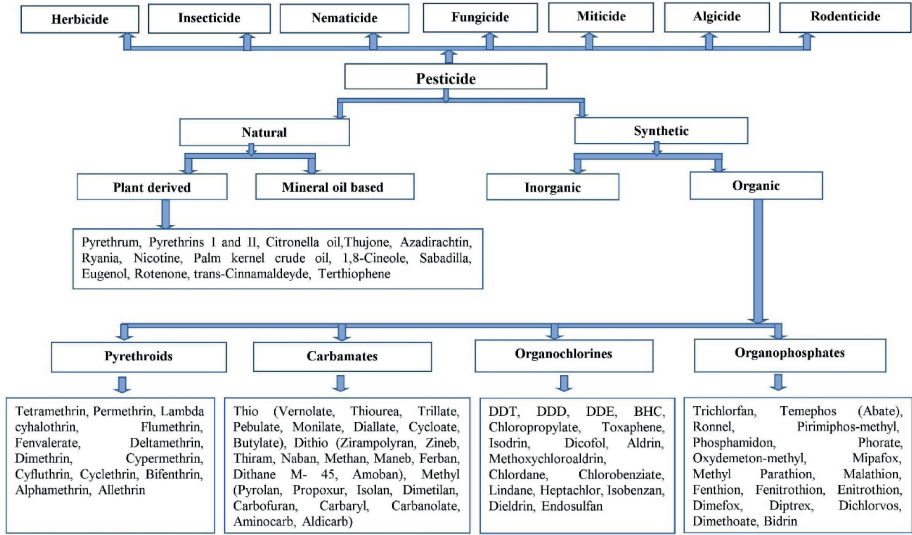 Herbicide
Insecticide
Nematicide
Fungicide
Miticide
Algicide
Rodenticide
Pesticide
Natural
Synthetic
Plant derived
Mineral oil based
Inorganic
Organic
Pyrethrum, Pyrethrins I and II, Citronella oil,Thujone, Azadirachtin,
Ryania, Nicotine, Palm kernel crude oil, 1,8-Cineole, Sabadilla,
Eugenol, Rotenone, trans-Cinnamaldeyde, Terthiophene
Pyrethroids
Carbamates
Organochlorines
Organophosphates
Tetramethrin, Permethrin, Lambda
cyhalothrin, Flumethrin,
Fenvalerate, Deltamethrin,
Dimethrin, Cypermethrin,
Cyfluthrin, Cyclethrin, Bifenthrin,
Alphamethrin, Allethrin
Thio (Vernolate, Thiourea, Trillate,
Pebulate, Monilate, Diallate, Cycloate,
Butylate), Dithio (Zirampolyran, Zineb,
Thiram, Naban, Methan, Maneb, Ferban,
Dithane M- 45, Amoban), Methyl
(Pyrolan, Propoxur, Isolan, Dimetilan,
Carbofuran, Carbaryl, Carbanolate,
Aminocarb, Aldicarb)
DDT, DDD, DDE, BHC,
Chloropropylate, Toxaphene,
Isodrin, Dicofol, Aldrin,
Methoxychloroaldrin,
Chlordane, Chlorobenziate,
Lindane, Heptachlor, Isobenzan,
Dieldrin, Endosulfan
Trichlorfan, Temephos (Abate),
Ronnel, Pirimiphos-methyl,
Phosphamidon, Phorate,
Oxydemeton-methyl, Mipafox,
Methyl Parathion, Malathion,
Fenthion, Fenitrothion, Enitrothion,
Dimefox, Diptrex, Dichlorvos,
Dimethoate, Bidrin